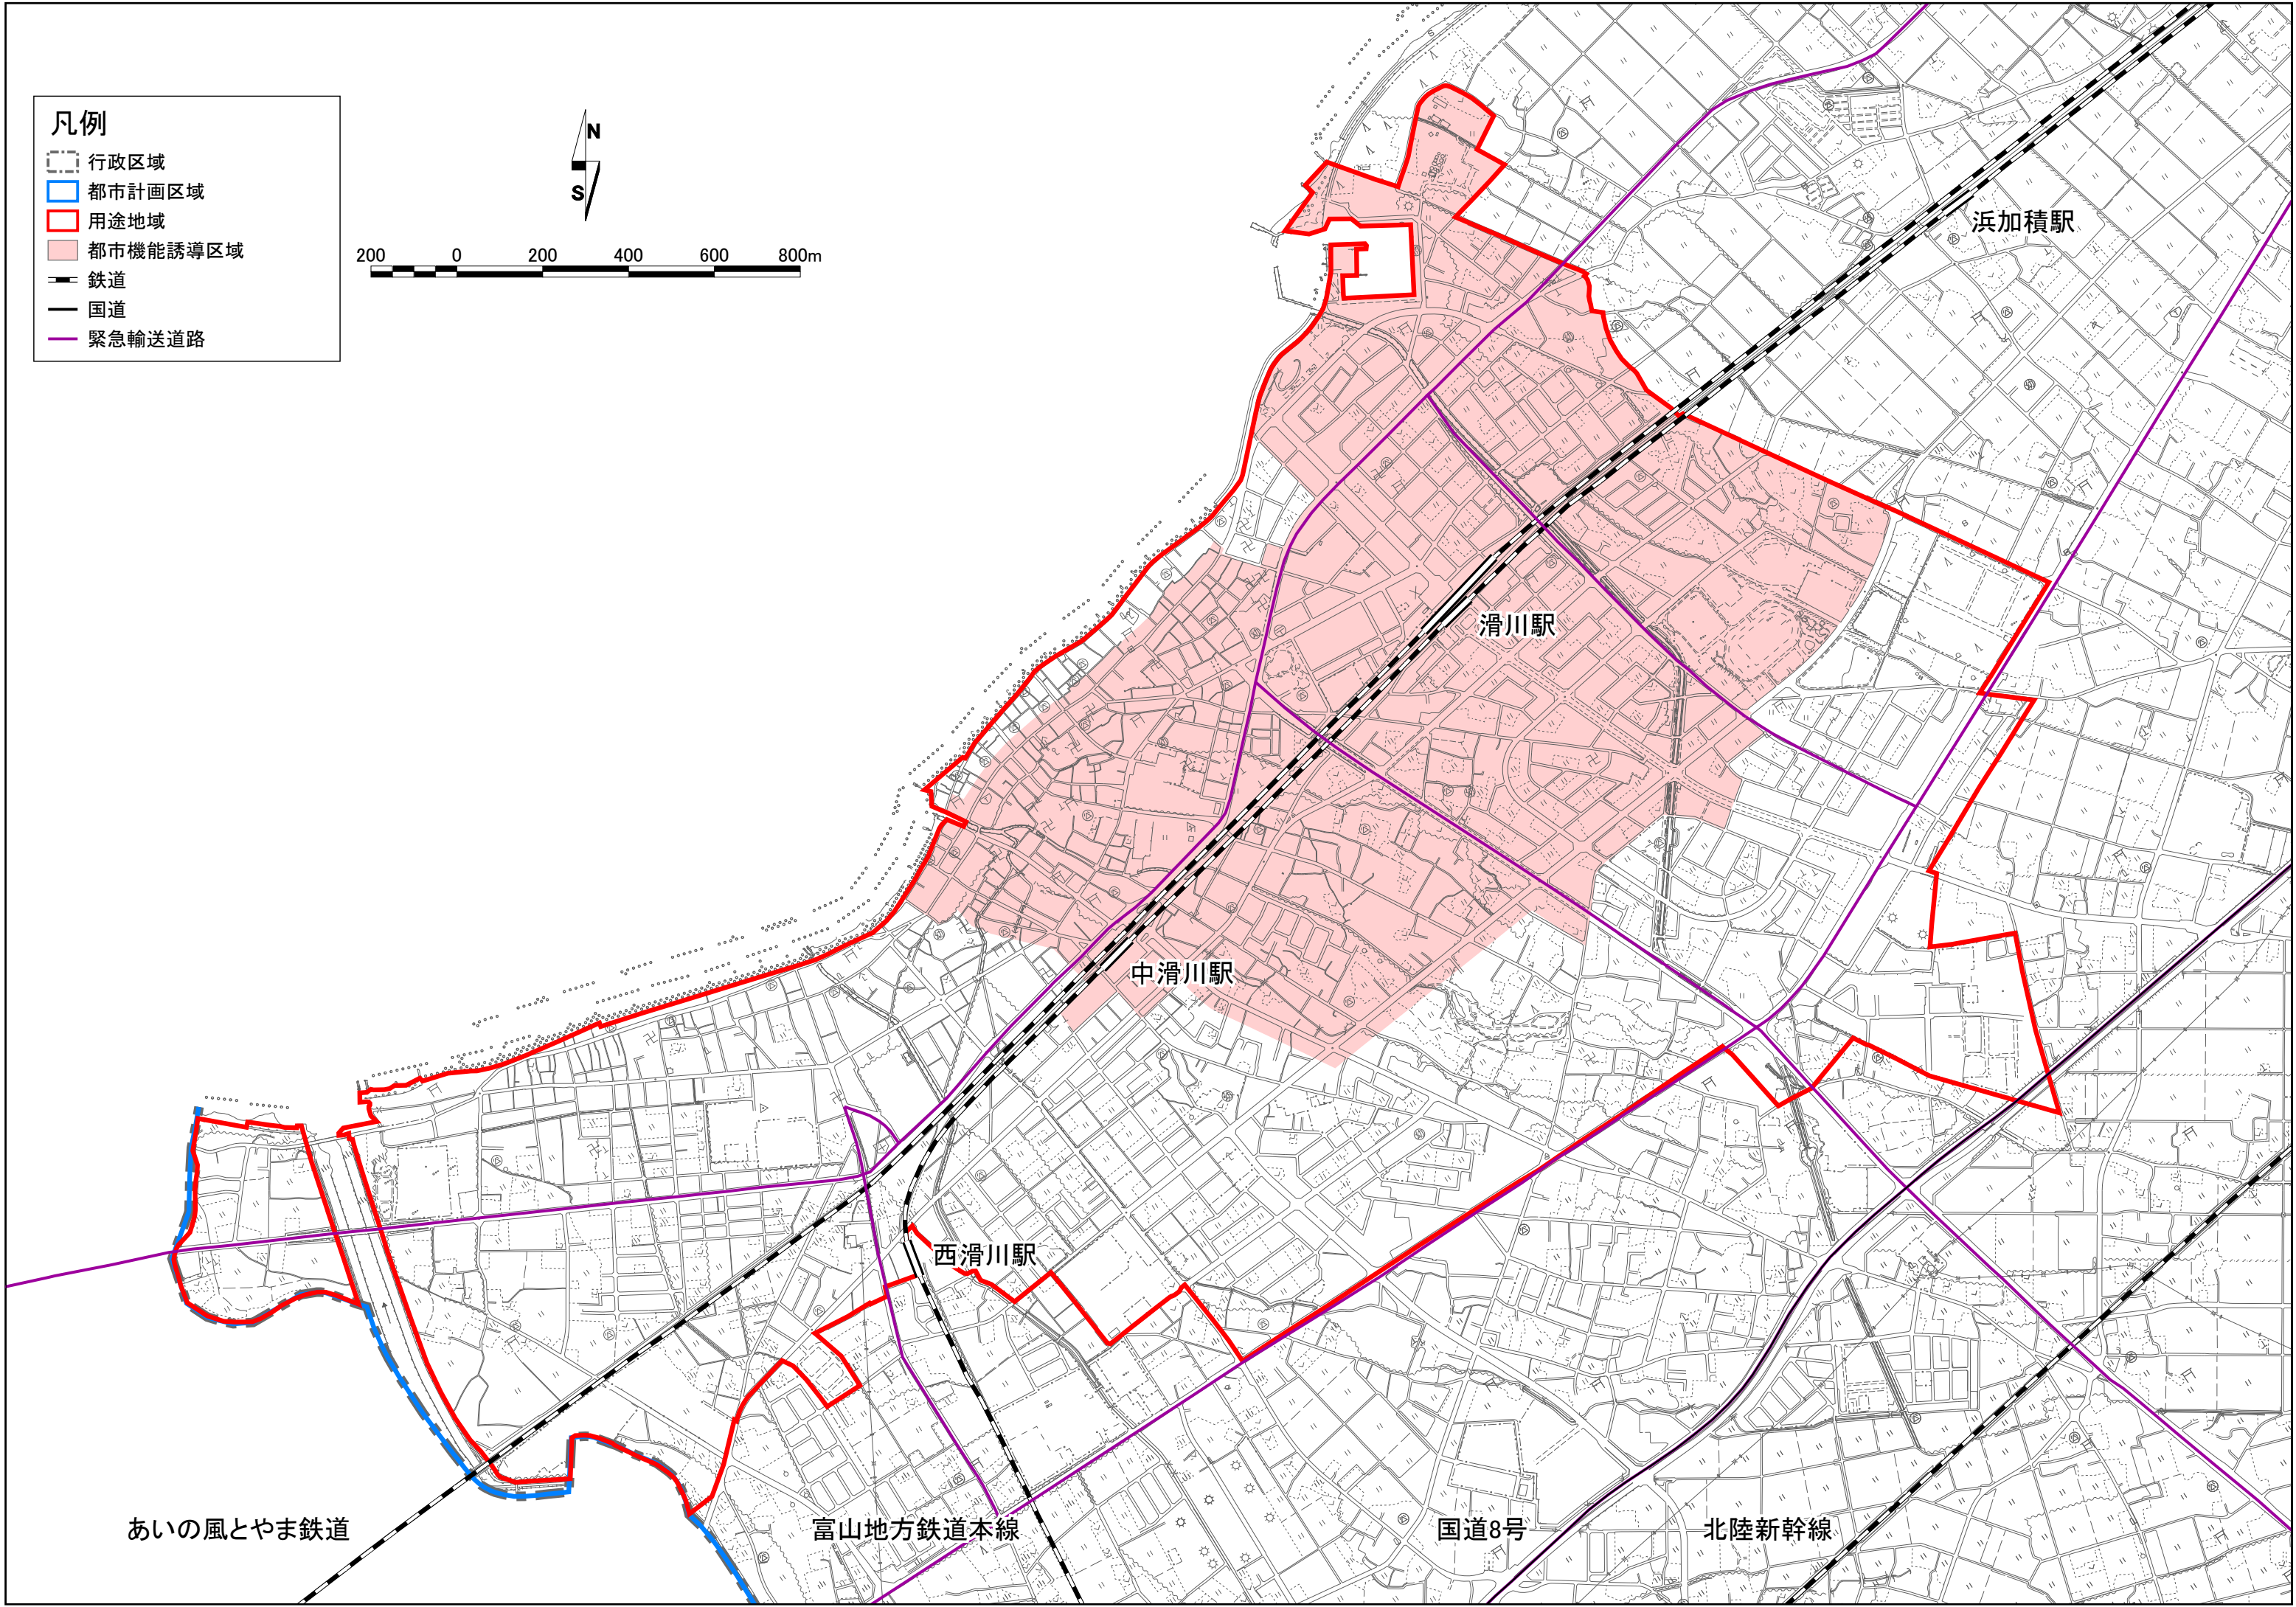 凡例
行政区域
都市計画区域
用途地域
都市機能誘導区域
鉄道
国道
緊急輸送道路
N
S
200 0 200 400 600 800m
浜加積駅
滑川駅
中滑川駅
西滑川駅
あいの風とやま鉄道
富山地方鉄道本線
国道8号
北陸新幹線